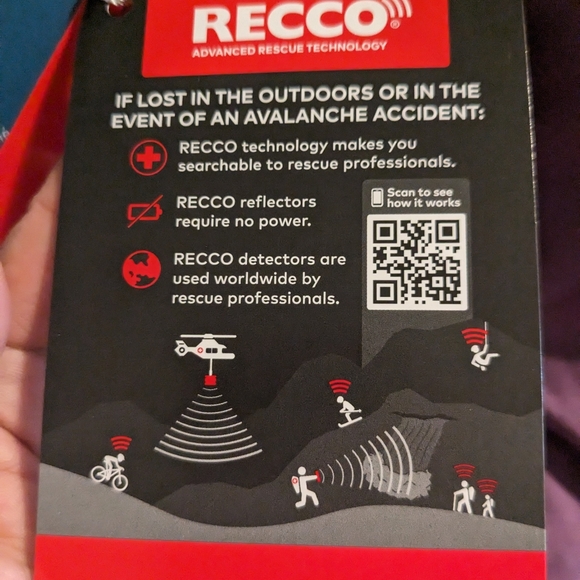 RECCO®
ADVANCED RESCUE TECHNOLOGY
IF LOST IN THE OUTDOORS OR IN THE
EVENT OF AN AVALANCHE ACCIDENT:
RECCO technology makes you
searchable to rescue professionals.
RECCO reflectors
require no power.
Scan to see
how it works
RECCO detectors are
used worldwide by
rescue professionals.